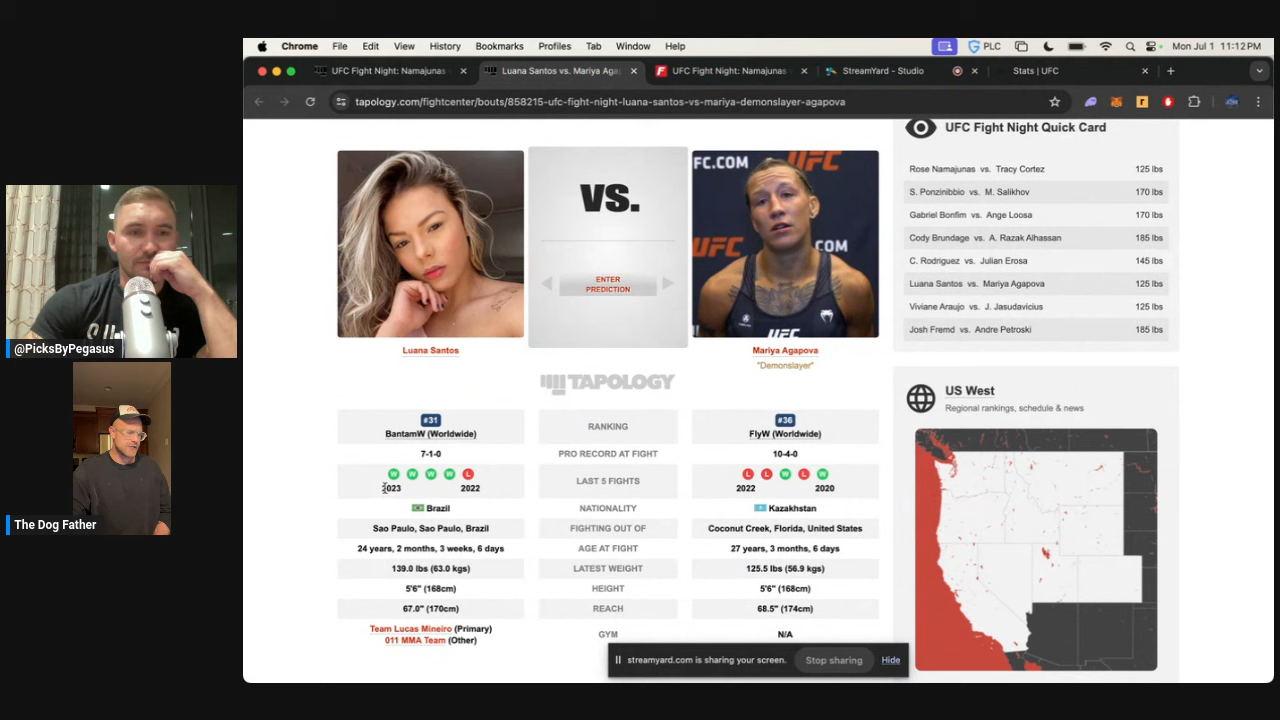 Chrome File Edit View History Bookmarks Profiles Tab Window Help
PLC
Mon Jul 1 11:12PM
UFC Fight Night: Namajunas
Luana Santos vs. Mariya Aga
UFC Fight Night: Namajunas
StreamYard - Studio
Stats | UFC
tapology.com/fightcenter/bouts/858215-ufc-fight-night-luana-santos-vs-mariya-demonslayer-agapova
UFC Fight Night Quick Card
Rose Namajunas vs. Tracy Cortez 125 lbs
S. Ponzinibbio vs. M. Salikhov 170 lbs
Gabriel Bonfim vs. Ange Loosa 170 lbs
Cody Brundage vs. A. Razak Alhassan 185 lbs
C. Rodriguez vs. Julian Erosa 145 lbs
Luana Santos vs. Mariya Agapova 125 lbs
Viviane Araujo vs. J. Jasudavicius 125 lbs
Josh Fremd vs. Andre Petroski 185 lbs
VS.
ENTER
PREDICTION
FC.COM
UFC
UFC
.COM
UFC
@PicksByPegasus
The Dog Father
Luana Santos
Mariya Agapova
"Demonslayer"
TAPOLOGY
US West
Regional rankings, schedule & news
#31
BantamW (Worldwide)
RANKING
#36
FlyW (Worldwide)
7-1-0 PRO RECORD AT FIGHT 10-4-0
W W W W L
2023 2022
LAST 5 FIGHTS
L L W L W
2022 2020
Brazil NATIONALITY Kazakhstan
Sao Paulo, Sao Paulo, Brazil FIGHTING OUT OF Coconut Creek, Florida, United States
24 years, 2 months, 3 weeks, 6 days AGE AT FIGHT 27 years, 3 months, 6 days
139.0 lbs (63.0 kgs) LATEST WEIGHT 125.5 lbs (56.9 kgs)
5'6" (168cm) HEIGHT 5'6" (168cm)
67.0" (170cm) REACH 68.5" (174cm)
Team Lucas Mineiro (Primary)
011 MMA Team (Other)
GYM N/A
streamyard.com is sharing your screen. Stop sharing Hide